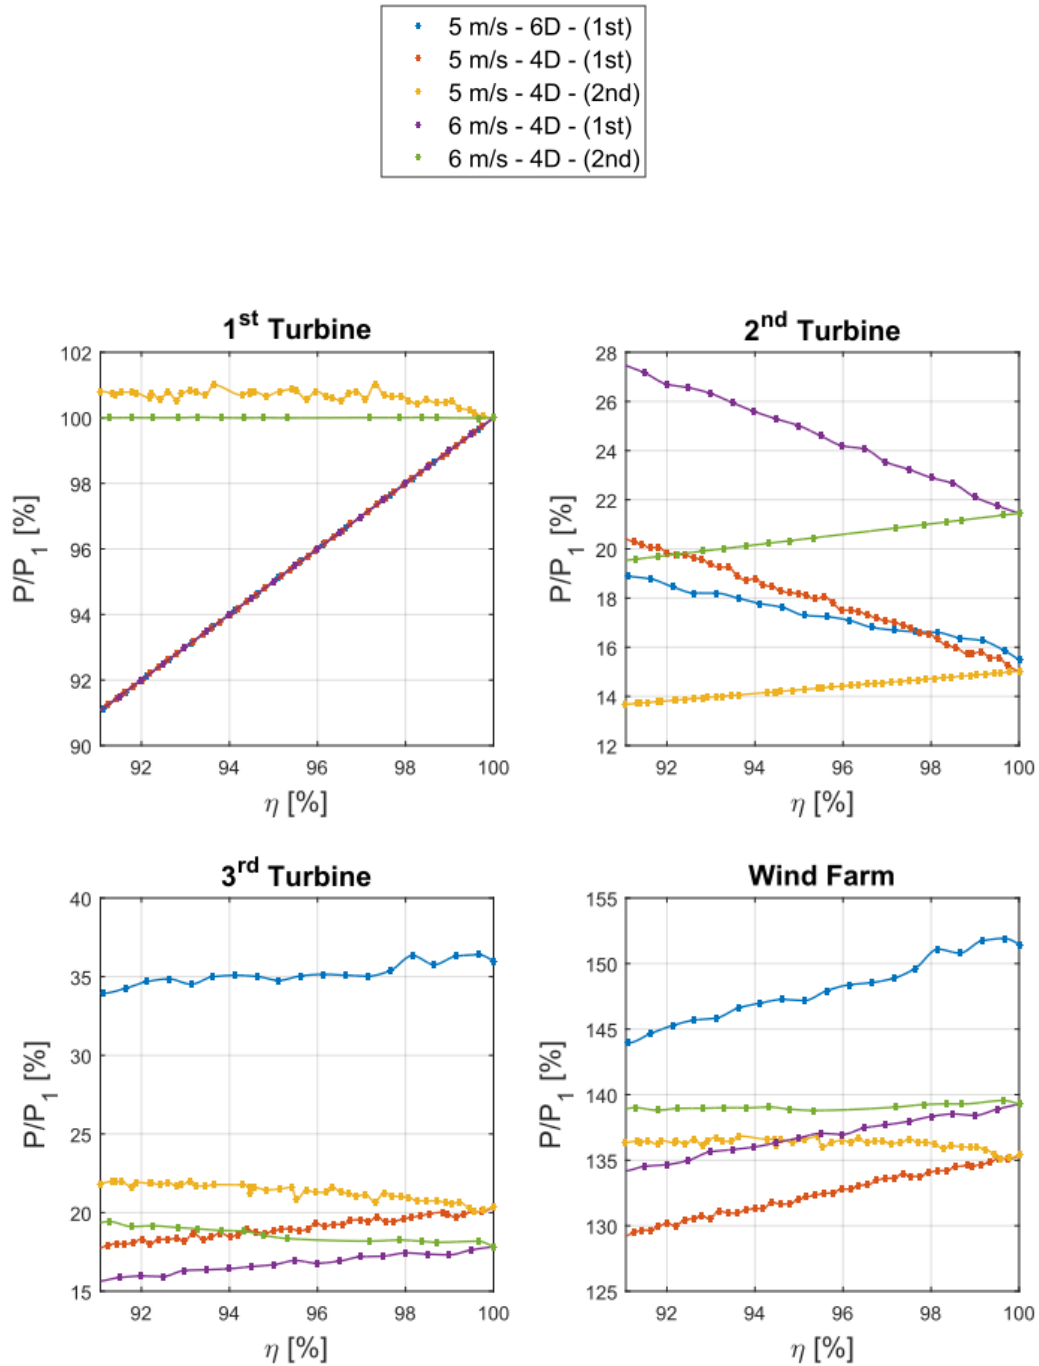 5 m/s - 6D - (1st)
5 m/s - 4D - (1st)
5 m/s - 4D - (2nd)
6 m/s - 4D - (1st)
6 m/s - 4D - (2nd)
1st Turbine
102
100
98
96
94
92
90
P/P1 [%]
92 94 96 98 100
η [%]
2nd Turbine
28
26
24
22
20
18
16
14
12
P/P1 [%]
92 94 96 98 100
η [%]
3rd Turbine
40
35
30
25
20
15
P/P1 [%]
92 94 96 98 100
η [%]
Wind Farm
155
150
145
140
135
130
125
P/P1 [%]
92 94 96 98 100
η [%]